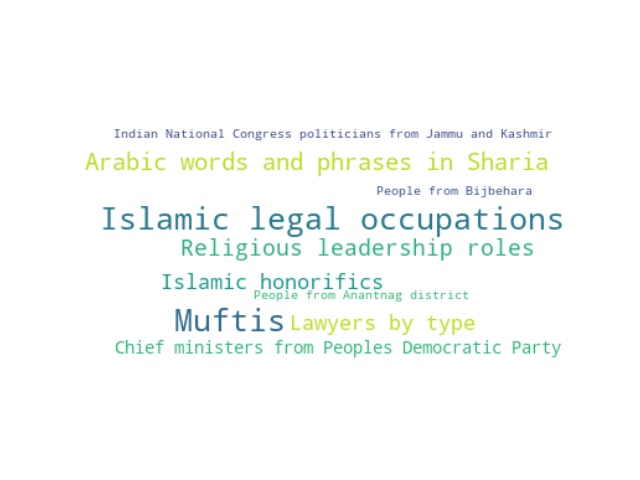 Indian National Congress politicians from Jammu and Kashmir
Arabic words and phrases in Sharia
People from Bijbehara
Islamic legal occupations
Religious leadership roles
Islamic honorifics
People from Anantnag district
Muftis
Lawyers by type
Chief ministers from Peoples Democratic Party